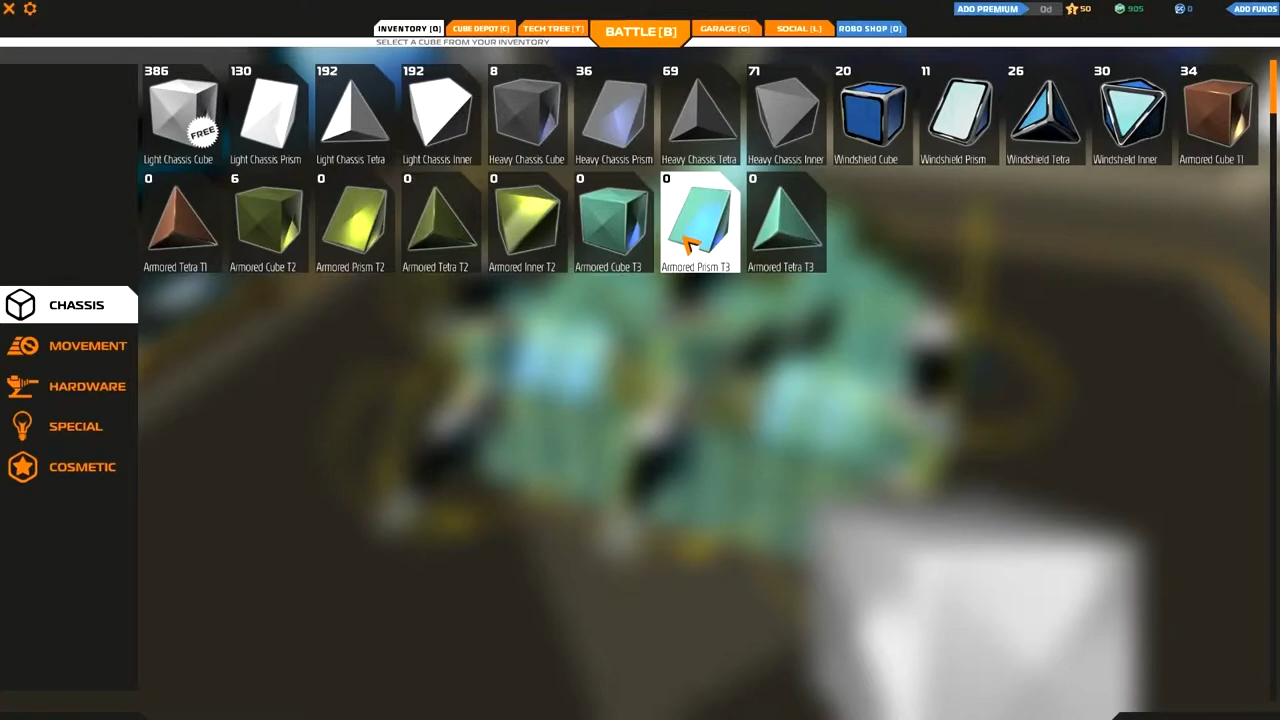 ADD PREMIUM 0d 50 905 0 ADD FUNDS
INVENTORY [Q] CUBE DEPOT [C] TECH TREE [T] BATTLE [B] GARAGE [G] SOCIAL [L] ROBO SHOP [O]
SELECT A CUBE FROM YOUR INVENTORY
386 130 192 192 8 36 69 71 20 11 26 30 34
FREE
Light Chassis Cube Light Chassis Prism Light Chassis Tetra Light Chassis Inner Heavy Chassis Cube Heavy Chassis Prism Heavy Chassis Tetra Heavy Chassis Inner Windshield Cube Windshield Prism Windshield Tetra Windshield Inner Armored Cube T1
0 6 0 0 0 0 0 0
Armored Tetra T1 Armored Cube T2 Armored Prism T2 Armored Tetra T2 Armored Inner T2 Armored Cube T3 Armored Prism T3 Armored Tetra T3
CHASSIS
MOVEMENT
HARDWARE
SPECIAL
COSMETIC